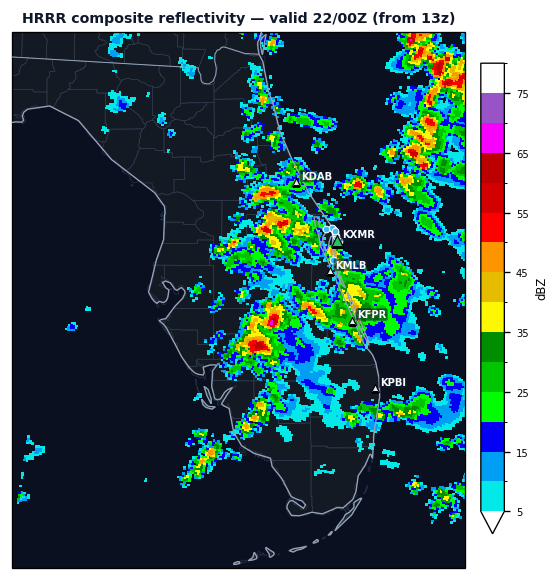 HRRR composite reflectivity — valid 22/00Z (from 13z)
KDAB
KXMR
KMLB
KFPR
KPBI
75
65
55
45
35
25
15
5
dBZ